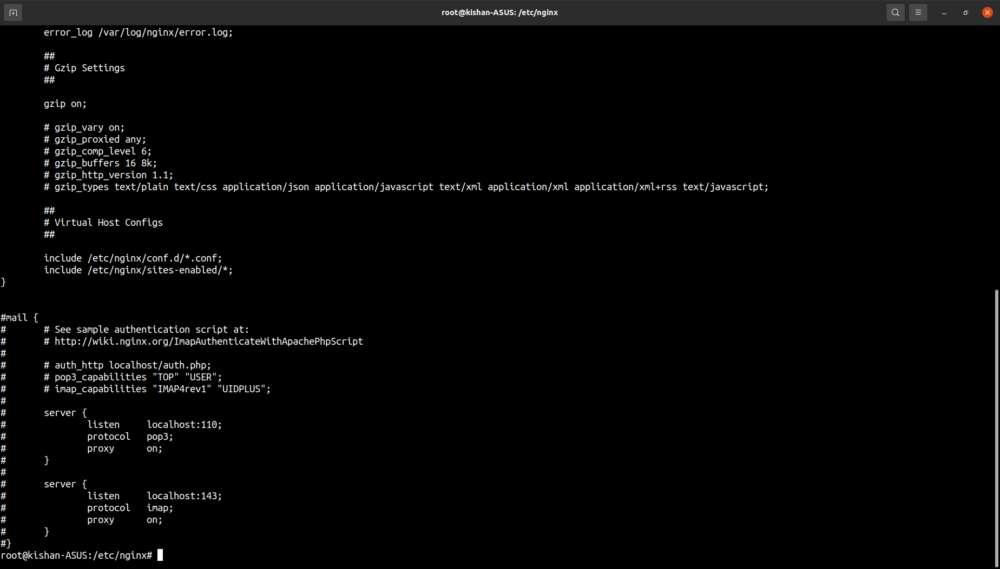 root@kishan-ASUS: /etc/nginx
error_log /var/log/nginx/error.log;
##
# Gzip Settings
##
gzip on;
# gzip_vary on;
# gzip_proxied any;
# gzip_comp_level 6;
# gzip_buffers 16 8k;
# gzip_http_version 1.1;
# gzip_types text/plain text/css application/json application/javascript text/xml application/xml application/xml+rss text/javascript;
##
# Virtual Host Configs
##
include /etc/nginx/conf.d/*.conf;
include /etc/nginx/sites-enabled/*;
}
#mail {
#       # See sample authentication script at:
#       # http://wiki.nginx.org/ImapAuthenticateWithApachePhpScript
#
#       # auth_http localhost/auth.php;
#       # pop3_capabilities "TOP" "USER";
#       # imap_capabilities "IMAP4rev1" "UIDPLUS";
#
#       server {
#               listen     localhost:110;
#               protocol   pop3;
#               proxy      on;
#       }
#
#       server {
#               listen     localhost:143;
#               protocol   imap;
#               proxy      on;
#       }
#}
root@kishan-ASUS:/etc/nginx#